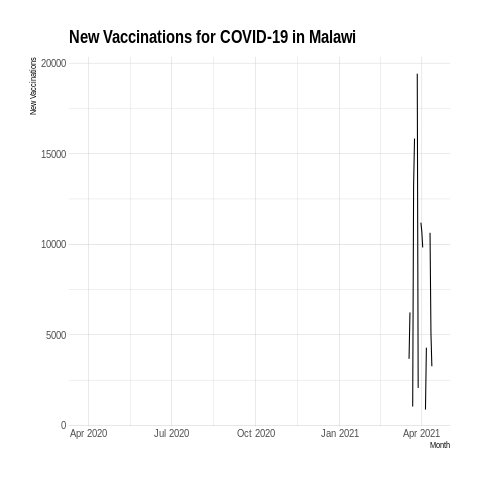 New Vaccinations for COVID-19 in Malawi
New Vaccinations
20000
15000
10000
5000
0
Apr 2020 Jul 2020 Oct 2020 Jan 2021 Apr 2021
Month